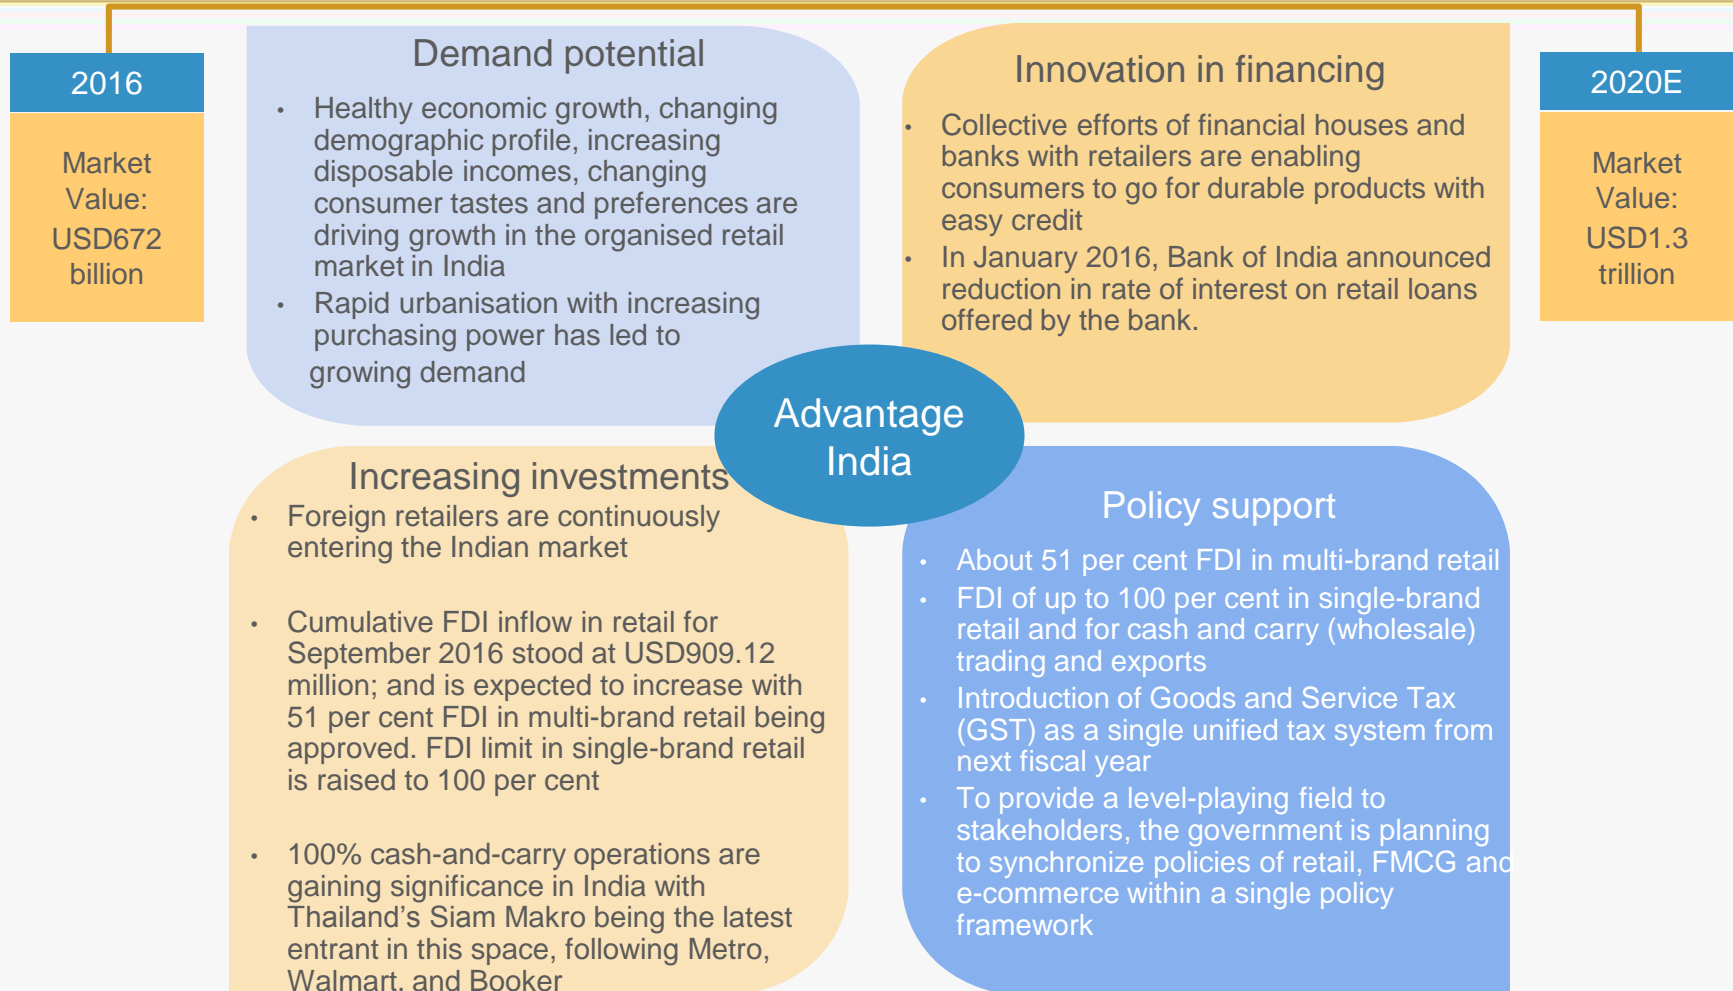 2016
Market
Value:
USD672
billion
Demand potential
• Healthy economic growth, changing
demographic profile, increasing
disposable incomes, changing
consumer tastes and preferences are
driving growth in the organised retail
market in India
• Rapid urbanisation with increasing
purchasing power has led to
growing demand
Innovation in financing
• Collective efforts of financial houses and
banks with retailers are enabling
consumers to go for durable products with
easy credit
• In January 2016, Bank of India announced
reduction in rate of interest on retail loans
offered by the bank.
2020E
Market
Value:
USD1.3
trillion
Advantage
India
Increasing investments
• Foreign retailers are continuously
entering the Indian market
• Cumulative FDI inflow in retail for
September 2016 stood at USD909.12
million; and is expected to increase with
51 per cent FDI in multi-brand retail being
approved. FDI limit in single-brand retail
is raised to 100 per cent
• 100% cash-and-carry operations are
gaining significance in India with
Thailand’s Siam Makro being the latest
entrant in this space, following Metro,
Walmart, and Booker
Policy support
• About 51 per cent FDI in multi-brand retail
• FDI of up to 100 per cent in single-brand
retail and for cash and carry (wholesale)
trading and exports
• Introduction of Goods and Service Tax
(GST) as a single unified tax system from
next fiscal year
• To provide a level-playing field to
stakeholders, the government is planning
to synchronize policies of retail, FMCG and
e-commerce within a single policy
framework